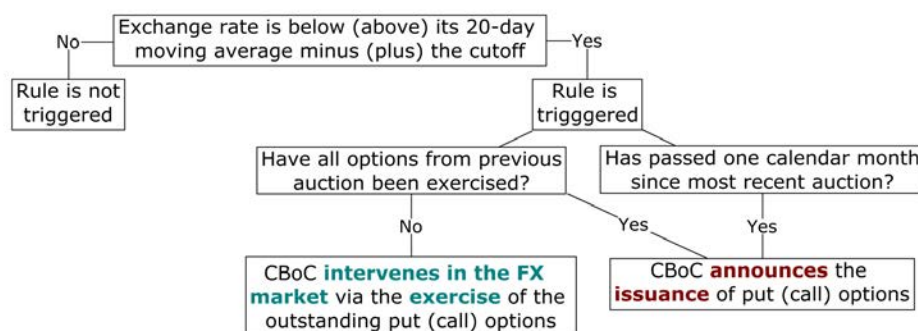 Exchange rate is below (above) its 20-day
moving average minus (plus) the cutoff
No
Yes
Rule is not
triggered
Rule is
trigggered
Have all options from previous
auction been exercised?
Has passed one calendar month
since most recent auction?
No
Yes
Yes
CBoC intervenes in the FX
market via the exercise of the
outstanding put (call) options
CBoC announces the
issuance of put (call) options